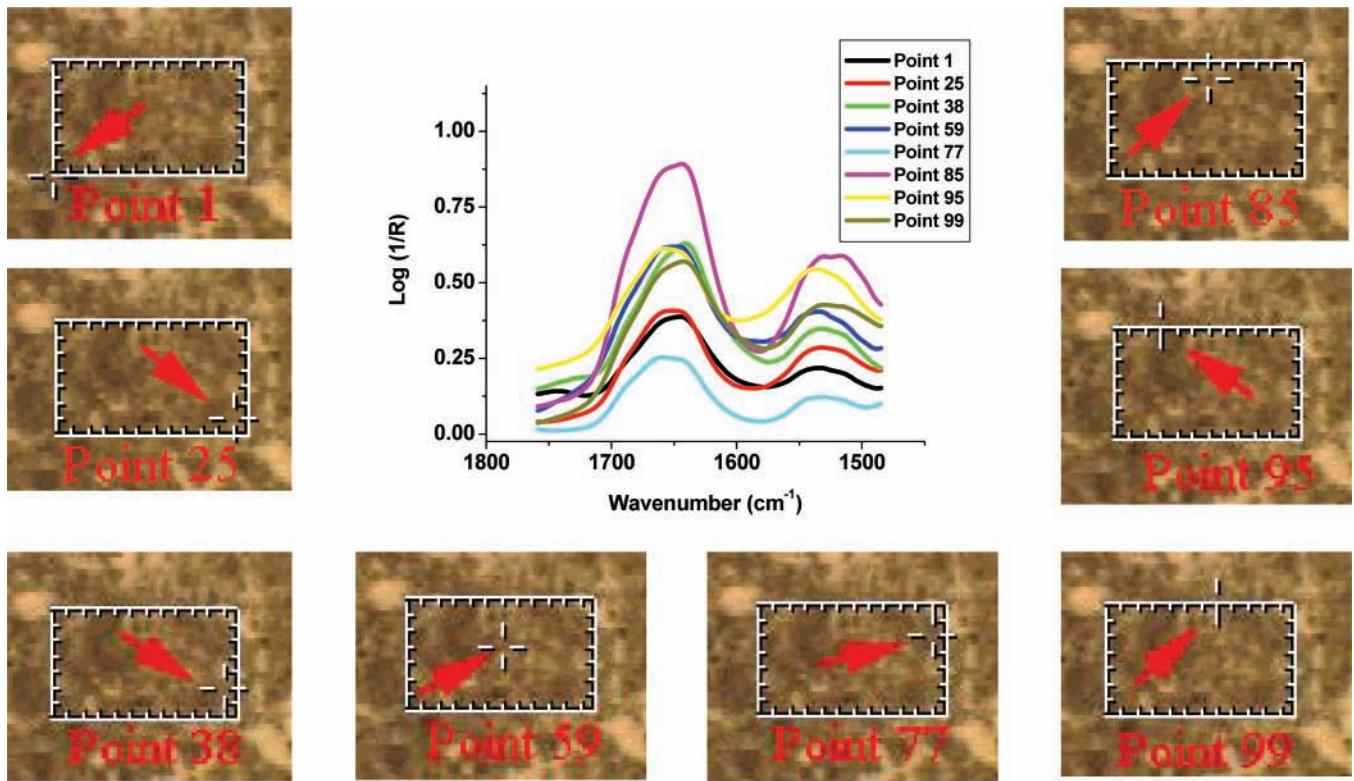 Point 1
Point 25
Point 38
Point 59
Point 77
Point 85
Point 95
Point 99
Log (1/R)
1.00
0.75
0.50
0.25
0.00
1800
1700
1600
1500
Wavenumber (cm⁻¹)
Point 1
Point 85
Point 25
Point 95
Point 38
Point 59
Point 77
Point 99